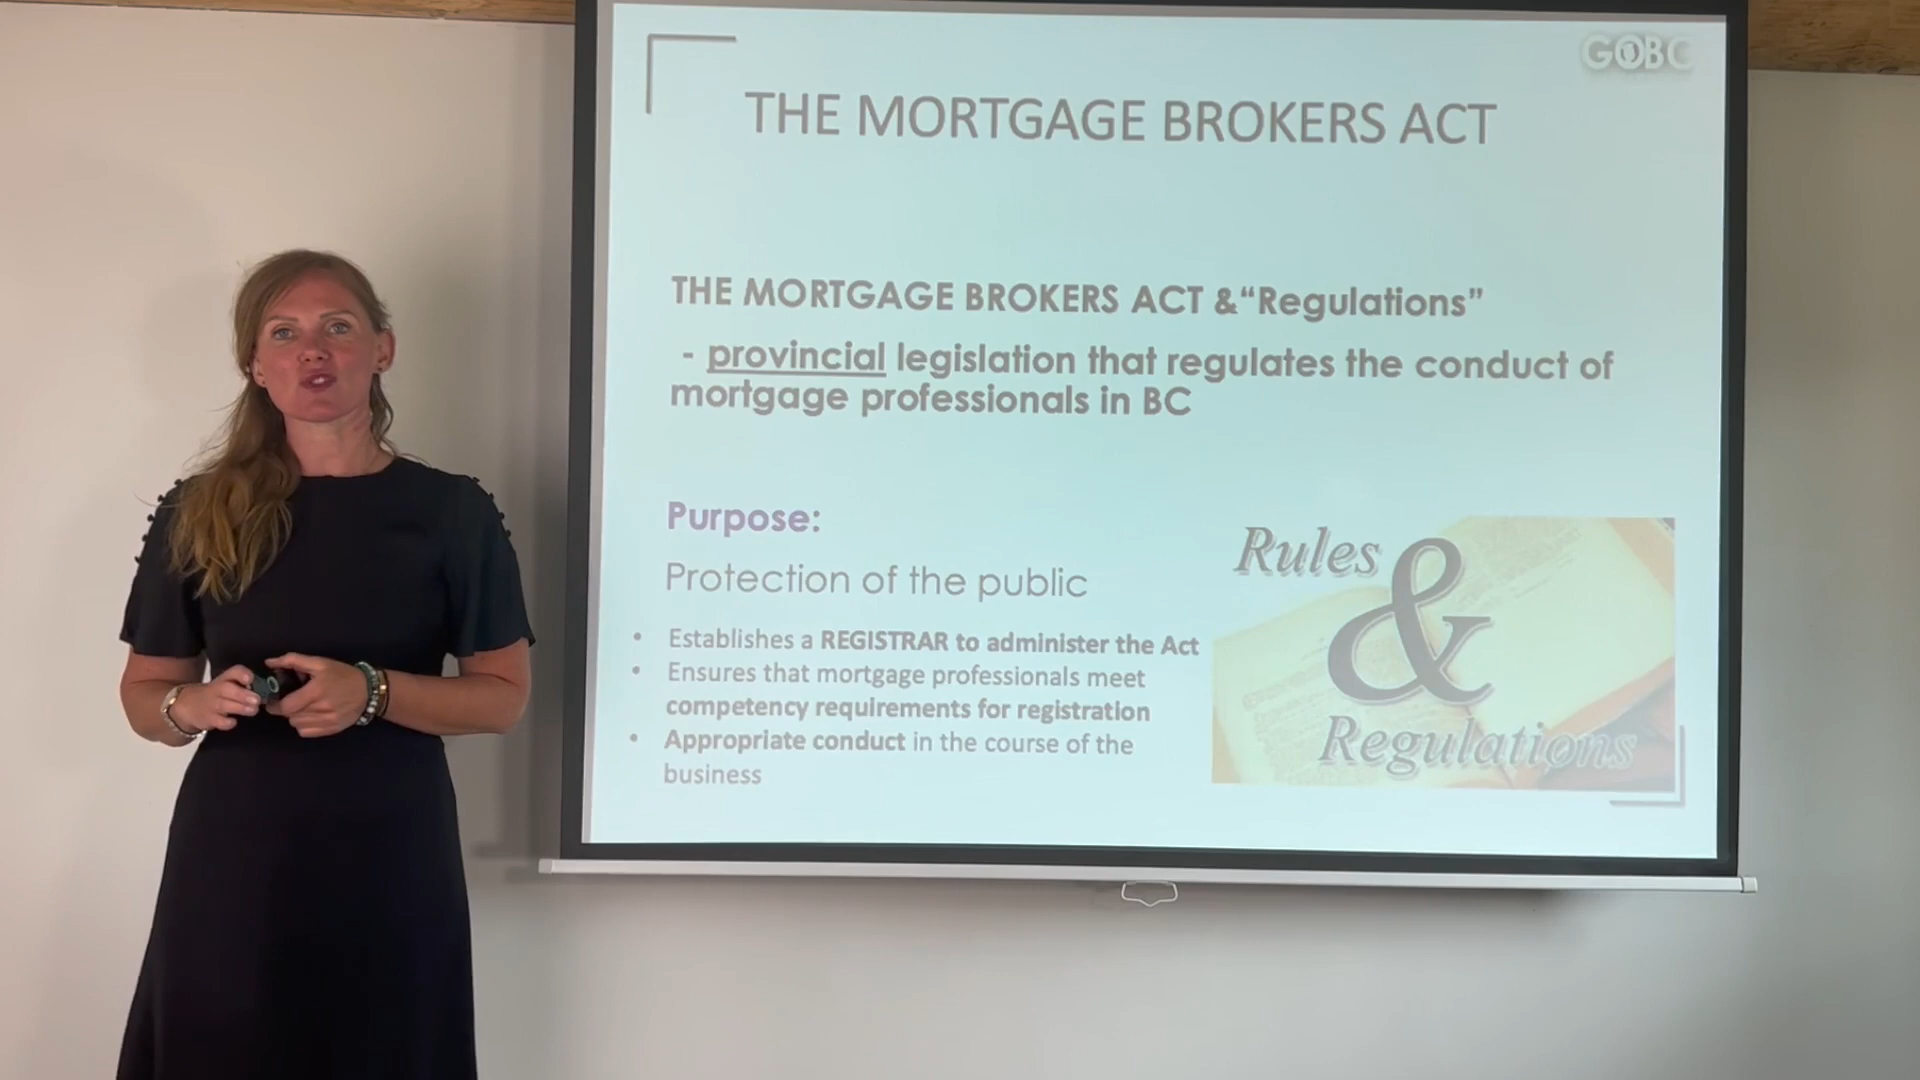 GOBC
THE MORTGAGE BROKERS ACT
THE MORTGAGE BROKERS ACT &“Regulations”
- provincial legislation that regulates the conduct of
mortgage professionals in BC
Purpose:
Protection of the public
• Establishes a REGISTRAR to administer the Act
• Ensures that mortgage professionals meet
competency requirements for registration
• Appropriate conduct in the course of the
business
Rules
&
Regulations